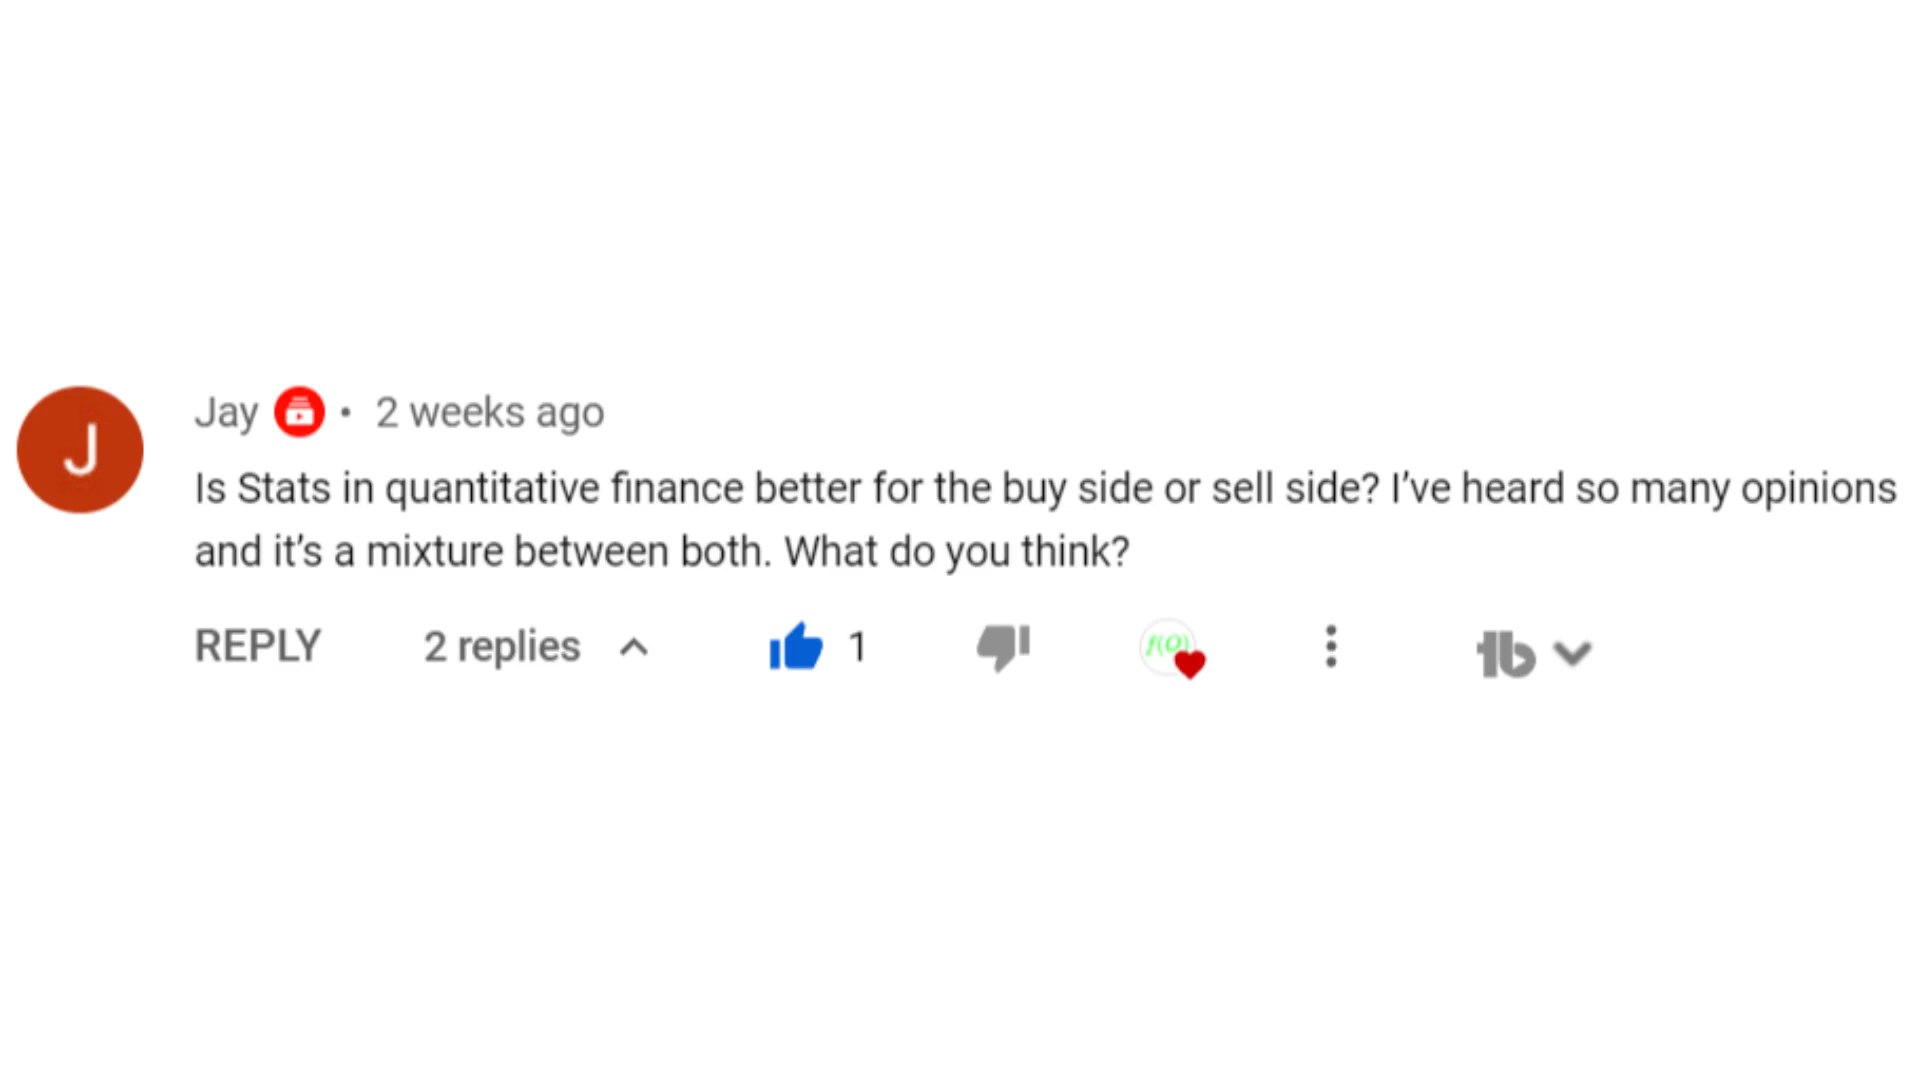 J
Jay • 2 weeks ago
Is Stats in quantitative finance better for the buy side or sell side? I’ve heard so many opinions
and it’s a mixture between both. What do you think?
REPLY 2 replies 1 f(O) tb